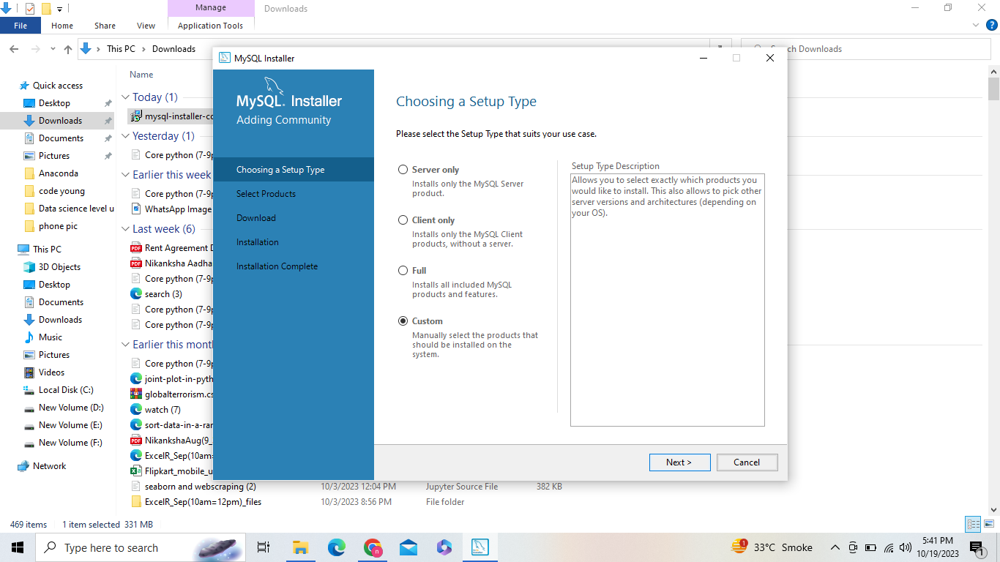 Manage
Downloads
File
Home
Share
View
Application Tools
This PC
Downloads
ch Downloads
Name
Quick access
Desktop
Downloads
Documents
Pictures
Anaconda
code young
Data science level u
phone pic
This PC
3D Objects
Desktop
Documents
Downloads
Music
Pictures
Videos
Local Disk (C:)
New Volume (D:)
New Volume (E:)
New Volume (F:)
Network
Today (1)
mysql-installer-co
Yesterday (1)
Core python (7-9p
Earlier this week
Core python (7-9p
WhatsApp Image
Last week (6)
Rent Agreement D
Nikanksha Aadha
Core python (7-9p
search (3)
Core python (7-9p
Core python (7-9p
Earlier this month
Core python (7-9p
joint-plot-in-pyth
globalterrorism.cs
watch (7)
sort-data-in-a-ran
NikankshaAug(9_
ExcelR_Sep(10am=
Flipkart_mobile_u
seaborn and webscraping (2)
10/3/2023 12:04 PM
Jupyter Source File
382 KB
ExcelR_Sep(10am=12pm)_files
10/3/2023 8:56 PM
File folder
MySQL Installer
MySQL. Installer
Adding Community
Choosing a Setup Type
Select Products
Download
Installation
Installation Complete
Choosing a Setup Type
Please select the Setup Type that suits your use case.
Server only
Installs only the MySQL Server
product.
Client only
Installs only the MySQL Client
products, without a server.
Full
Installs all included MySQL
products and features.
Custom
Manually select the products that
should be installed on the
system.
Setup Type Description
Allows you to select exactly which products you
would like to install. This also allows to pick other
server versions and architectures (depending on
your OS).
Next >
Cancel
469 items
1 item selected 331 MB
Type here to search
33°C Smoke
5:41 PM
10/19/2023